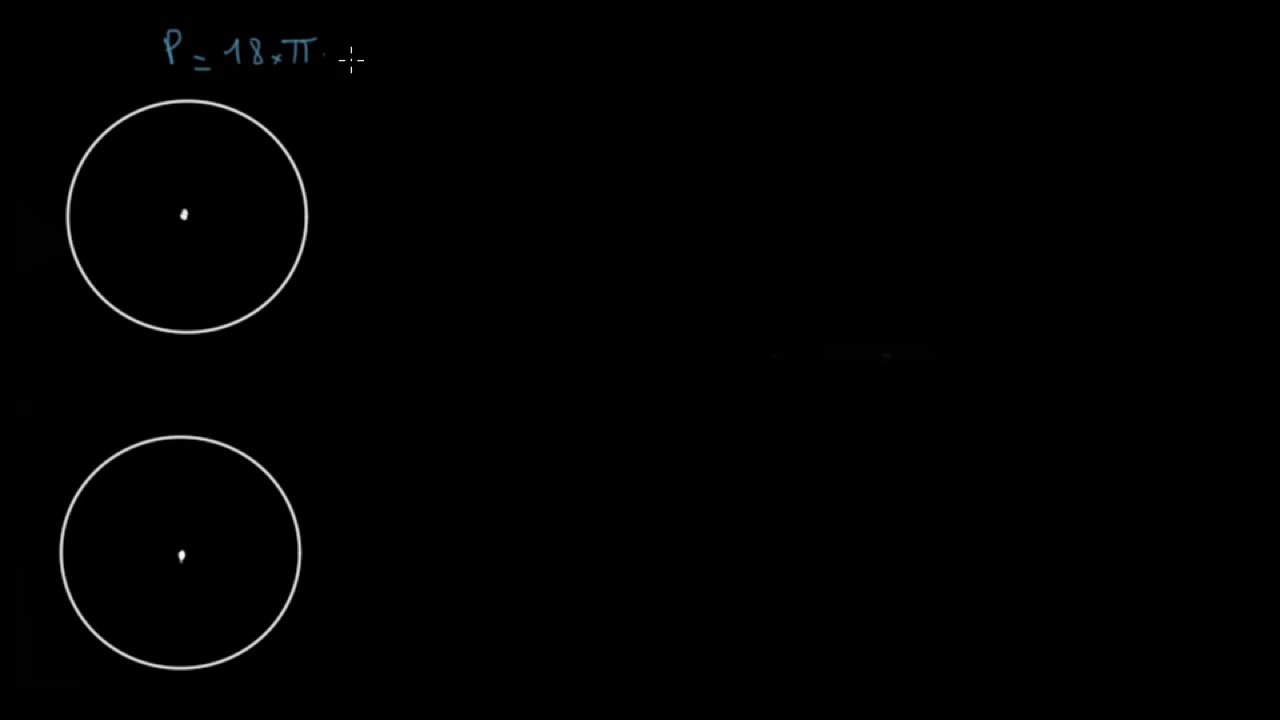 P = 18 × π